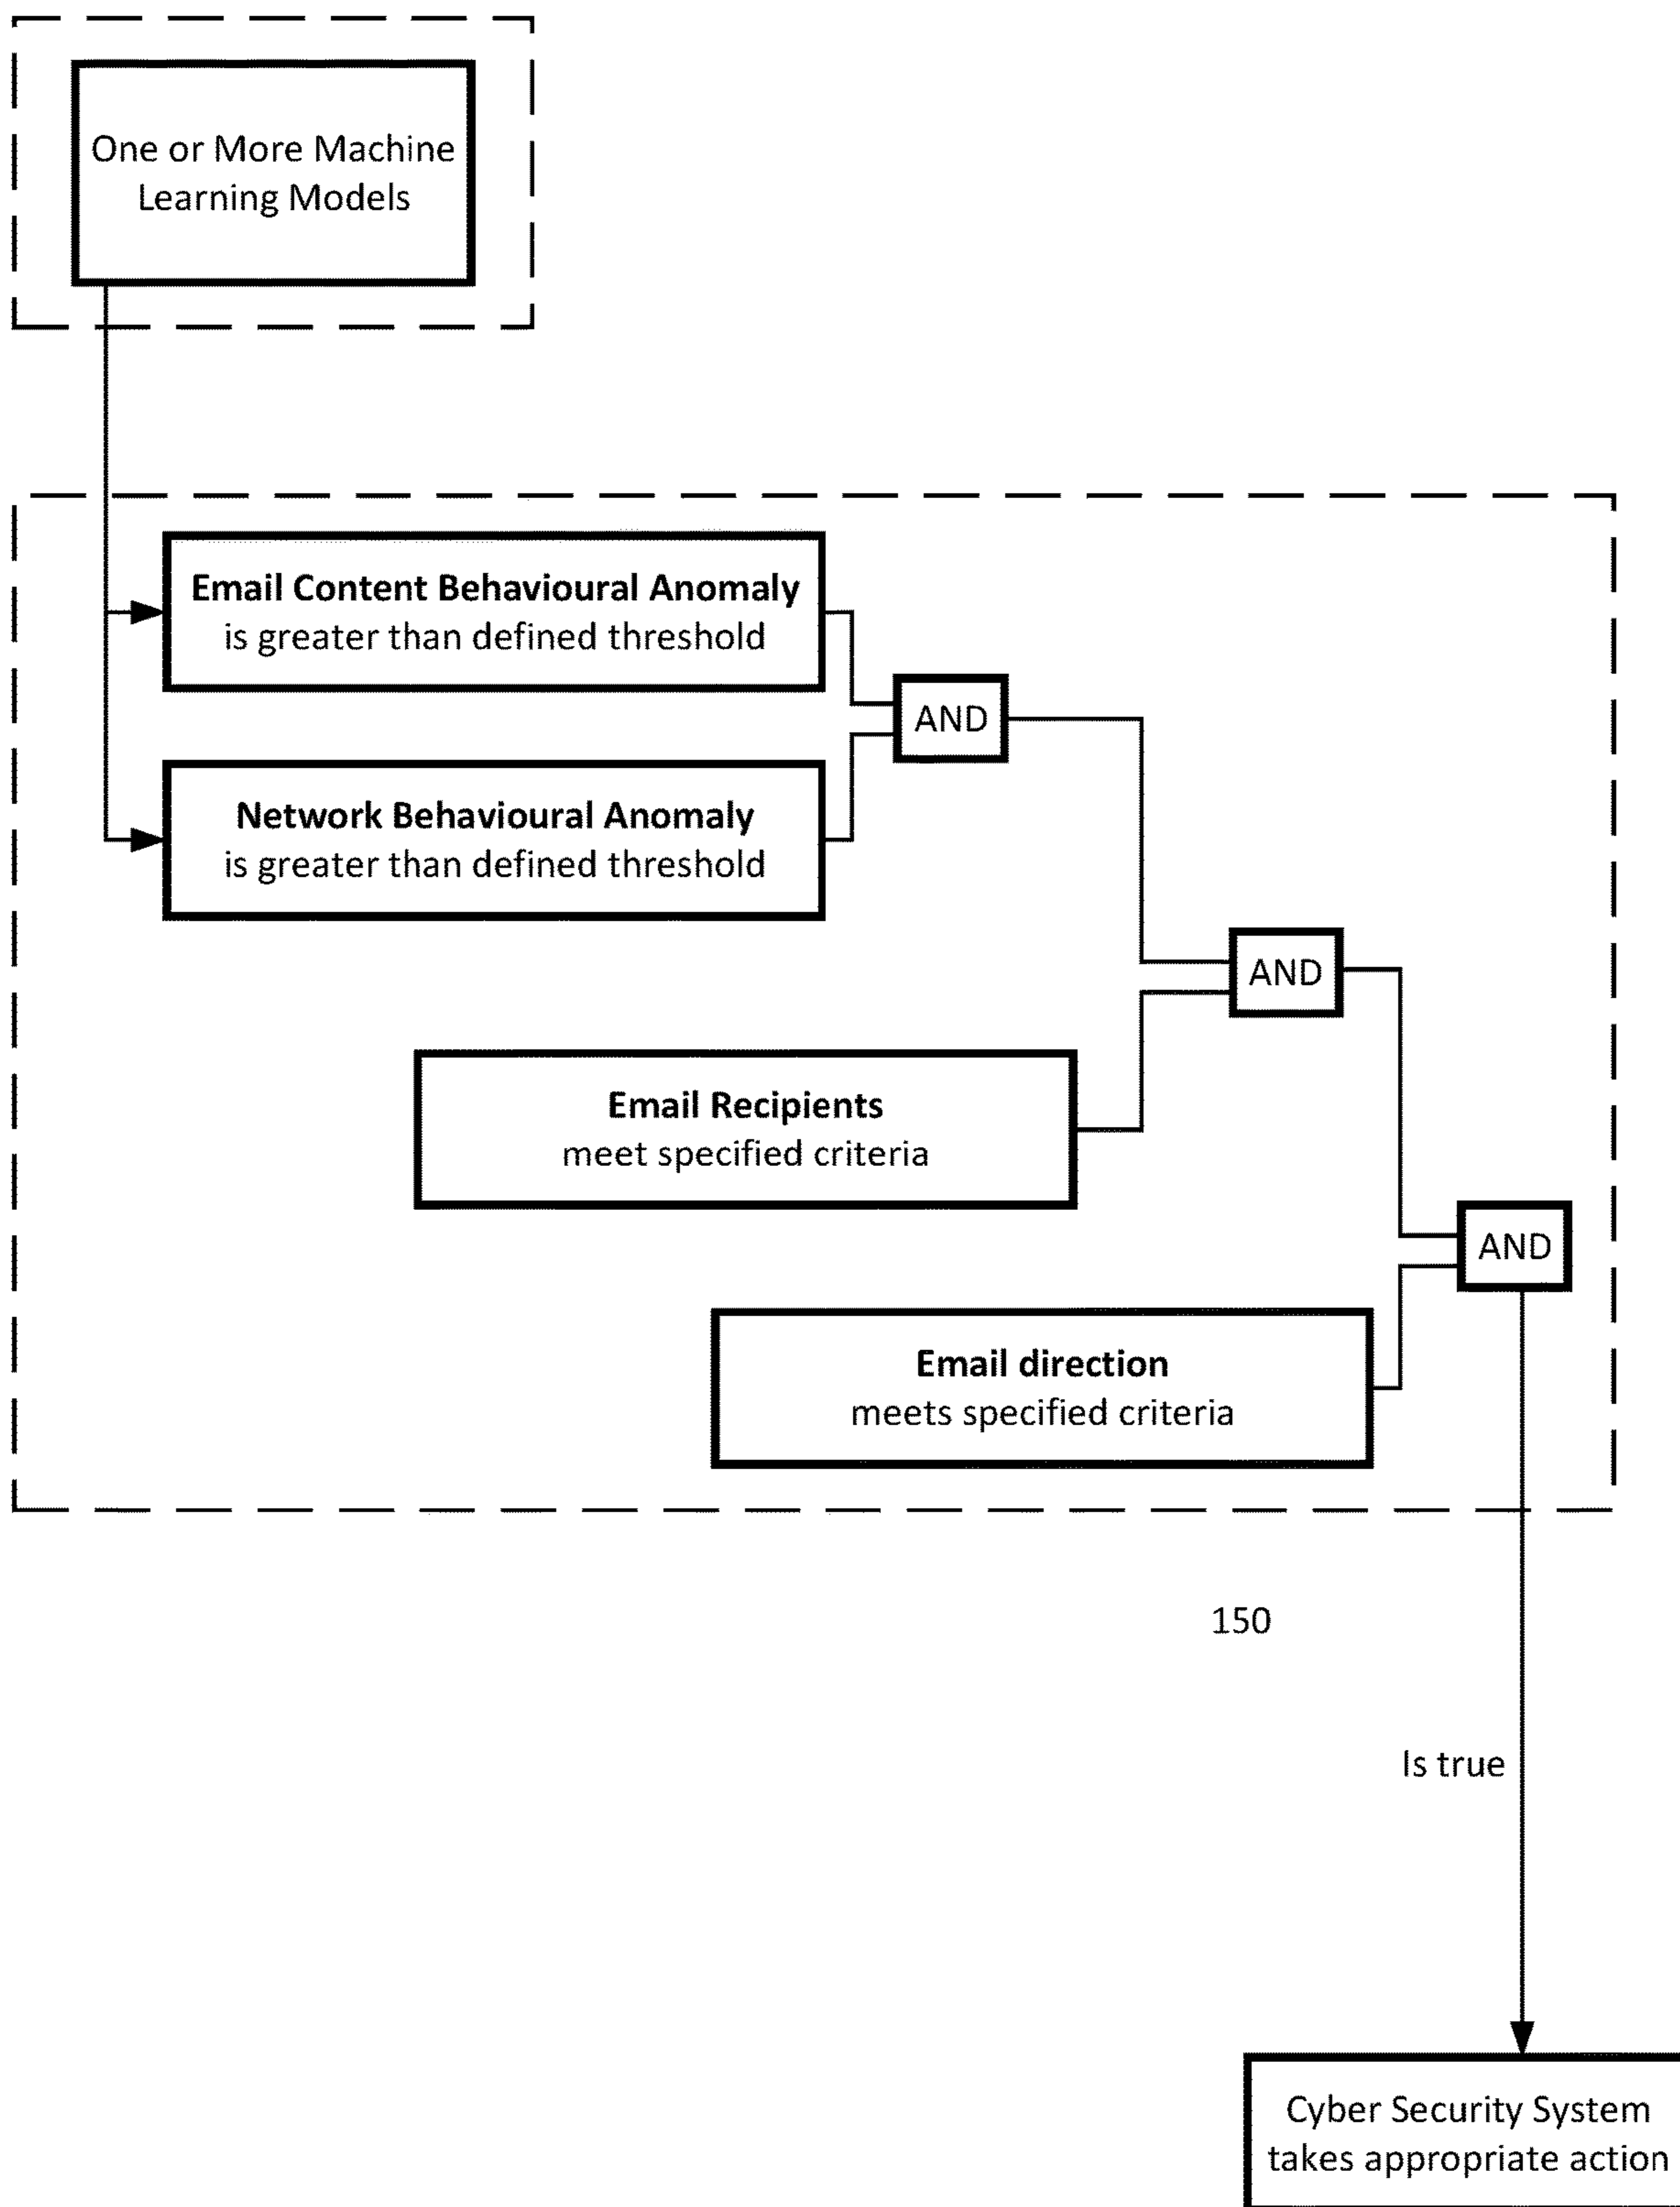 One or More Machine
Learning Models
Email Content Behavioural Anomaly
is greater than defined threshold
AND
Network Behavioural Anomaly
is greater than defined threshold
AND
Email Recipients
meet specified criteria
AND
Email direction
meets specified criteria
150
Is true
Cyber Security System
takes appropriate action